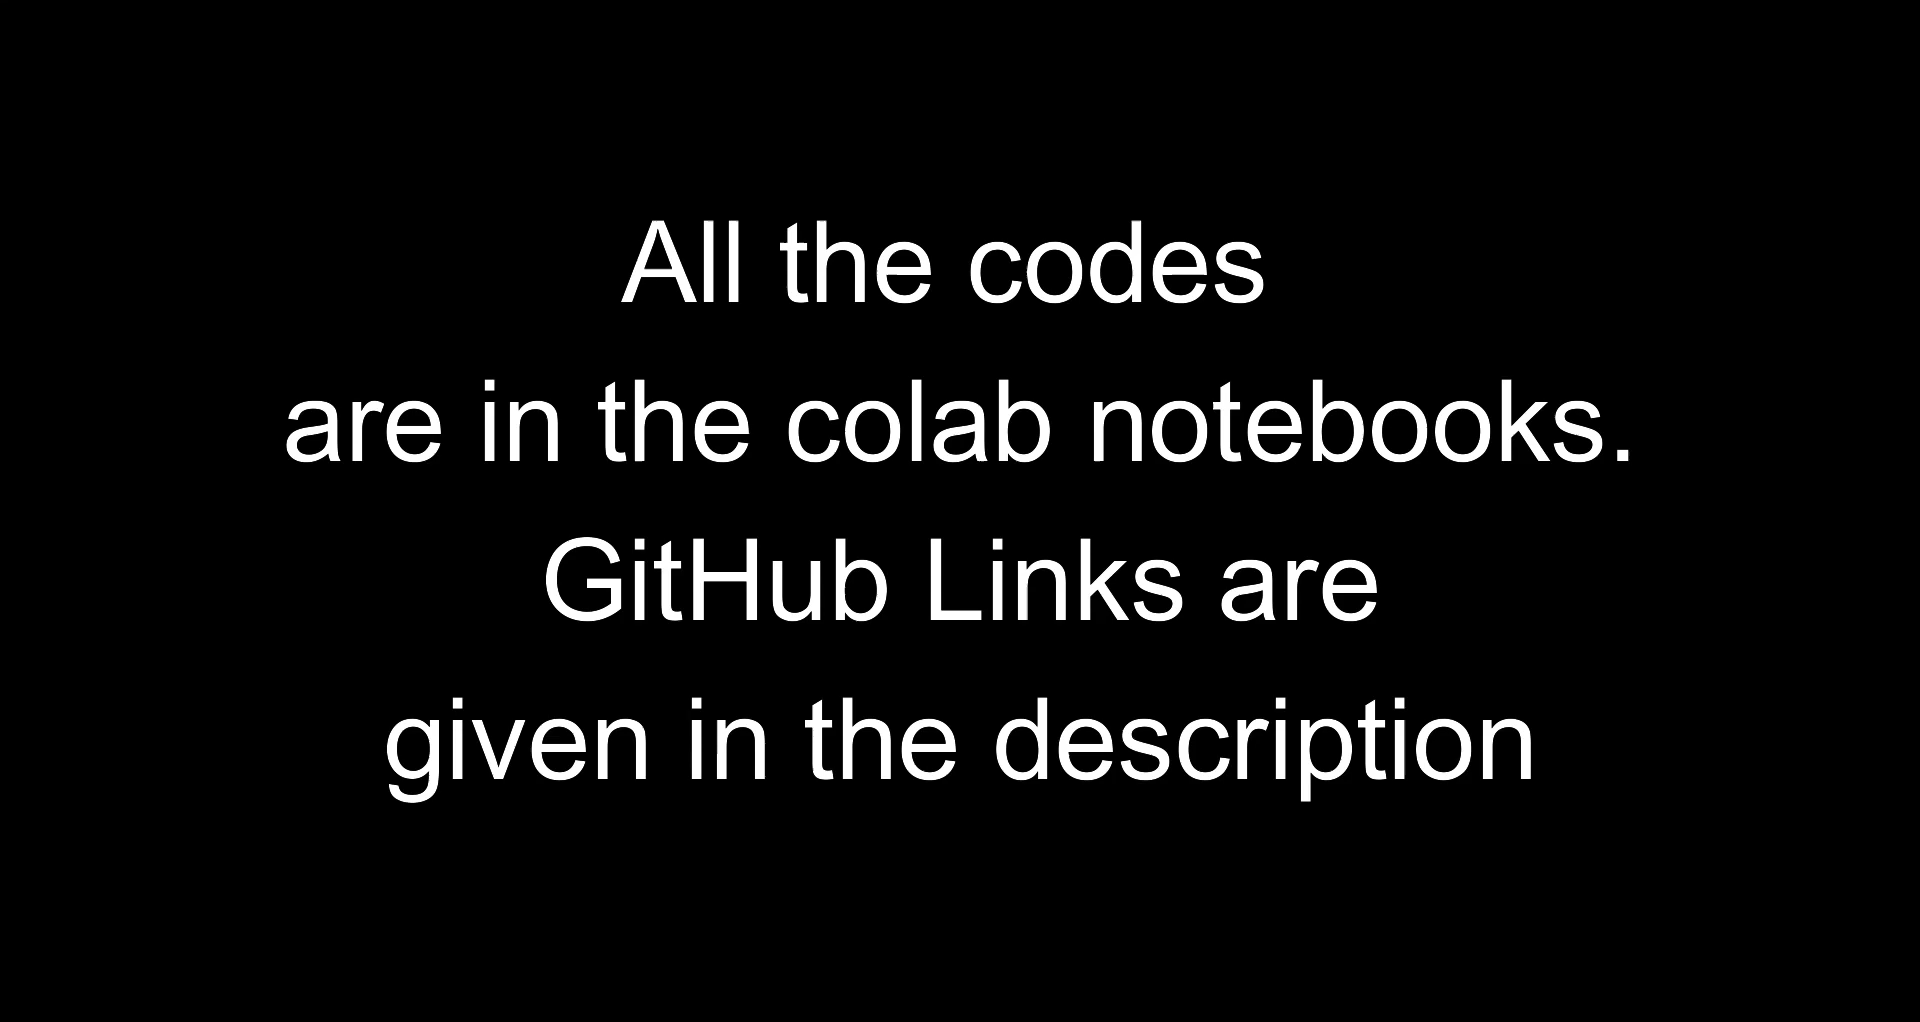 All the codes
are in the colab notebooks.
GitHub Links are
given in the description